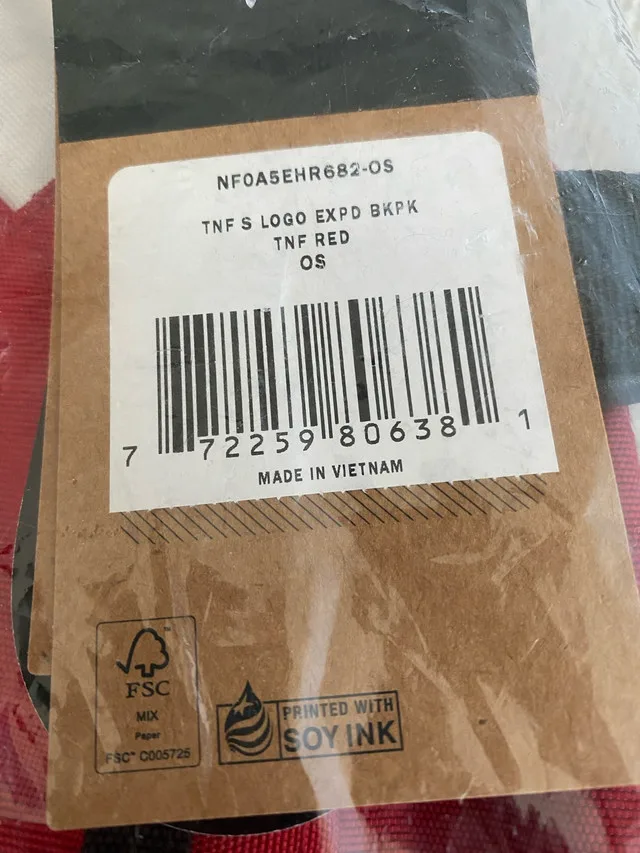 NF0A5EHR682-OS
TNF S LOGO EXPD BKPK
TNF RED
OS
7 72259 80638 1
MADE IN VIETNAM
FSC
MIX
Paper
FSC™ C005725
PRINTED WITH
SOY INK